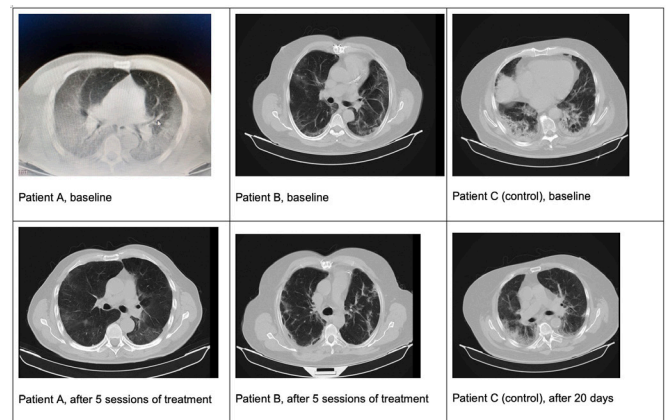 Patient A, baseline
Patient B, baseline
Patient C (control), baseline
Patient A, after 5 sessions of treatment
Patient B, after 5 sessions of treatment
Patient C (control), after 20 days